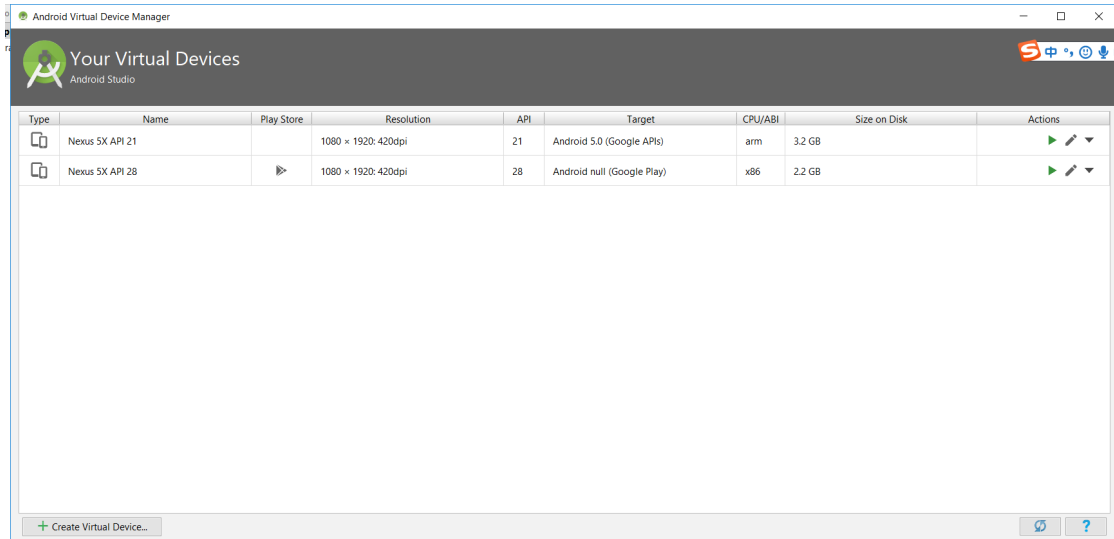 Android Virtual Device Manager
Your Virtual Devices
Android Studio
中
Type Name Play Store Resolution API Target CPU/ABI Size on Disk Actions
Nexus 5X API 21 1080 × 1920: 420dpi 21 Android 5.0 (Google APIs) arm 3.2 GB
Nexus 5X API 28 1080 × 1920: 420dpi 28 Android null (Google Play) x86 2.2 GB
+ Create Virtual Device...
?